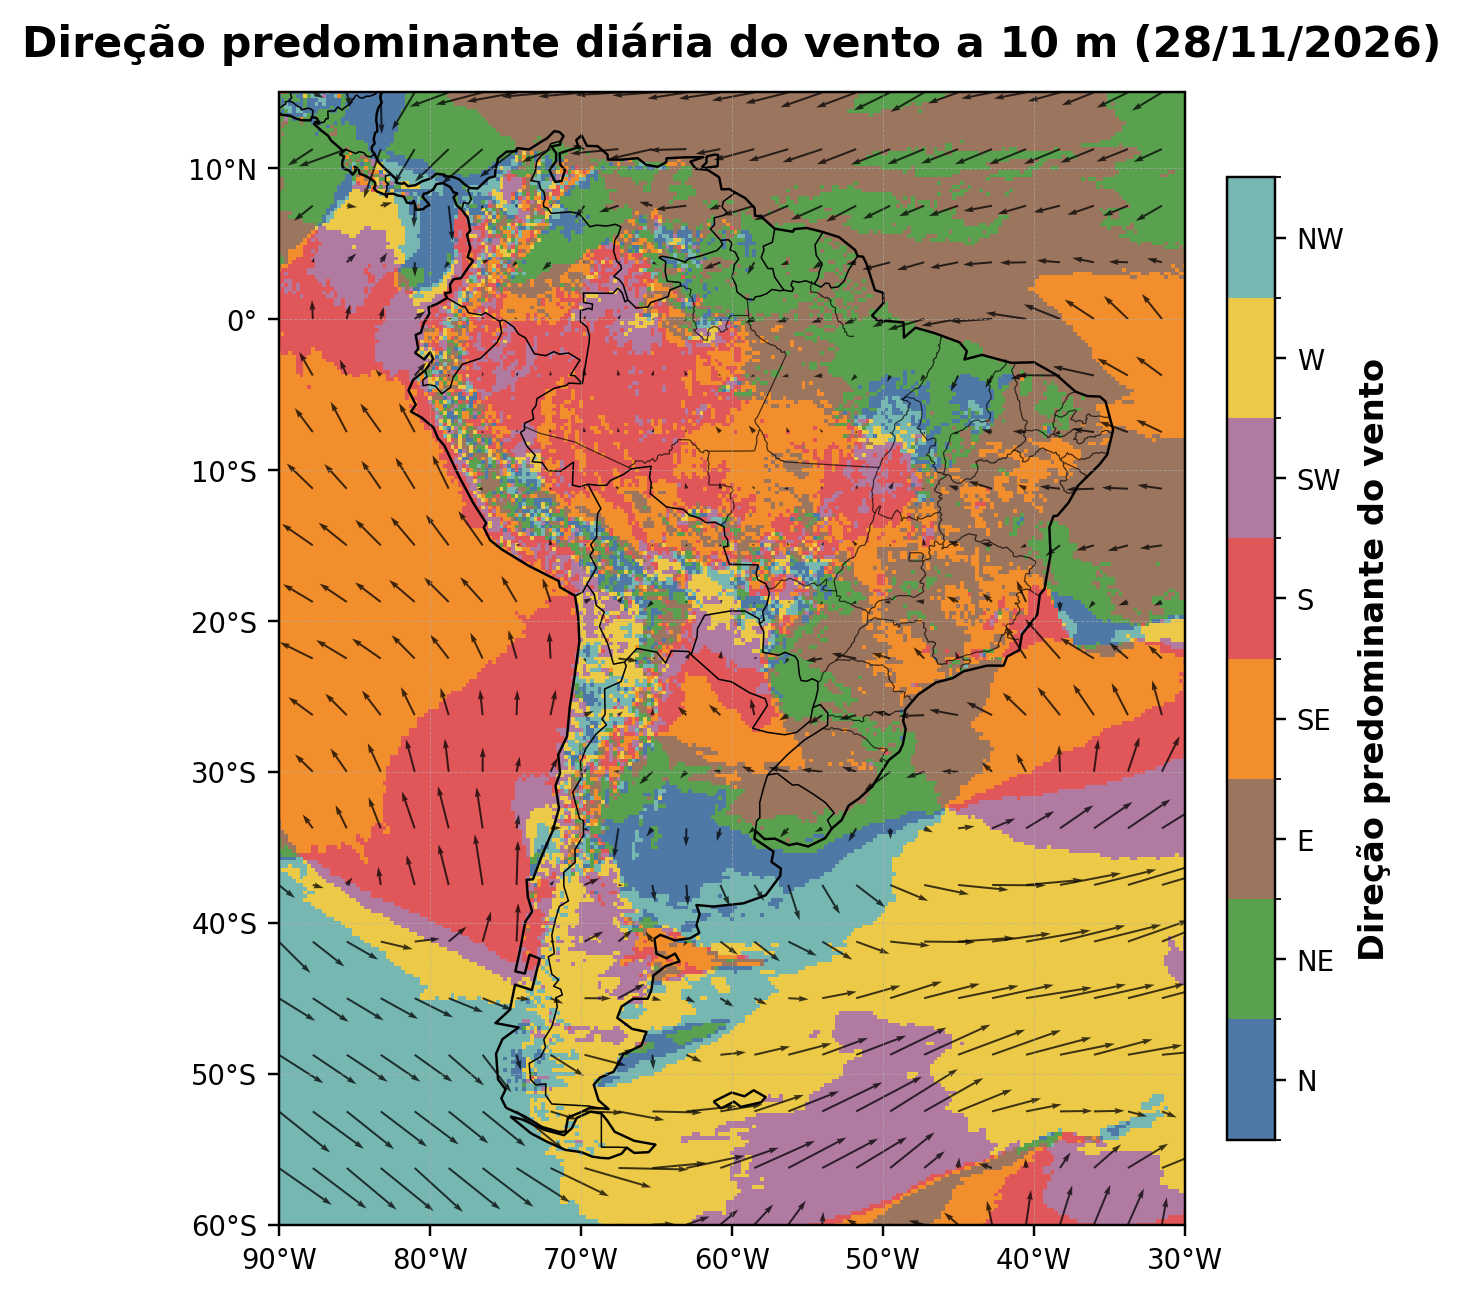 Direção predominante diária do vento a 10 m (28/11/2026)
10°N
0°
10°S
20°S
30°S
40°S
50°S
60°S
90°W
80°W
70°W
60°W
50°W
40°W
30°W
NW
W
SW
S
SE
E
NE
N
Direção predominante do vento